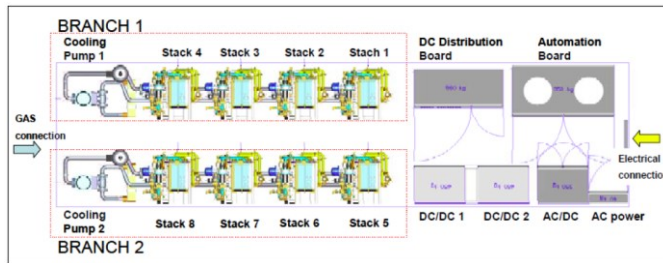 BRANCH 1
Cooling
Pump 1
Stack 4
Stack 3
Stack 2
Stach 1
DC Distribution
Board
Automation
Board
GAS
connection
Electrical
connection
Cooling
Pump 2
Stack 8
Stack 7
Stack 6
Stack 5
DC/DC 1
DC/DC 2
AC/DC
AC power
BRANCH 2